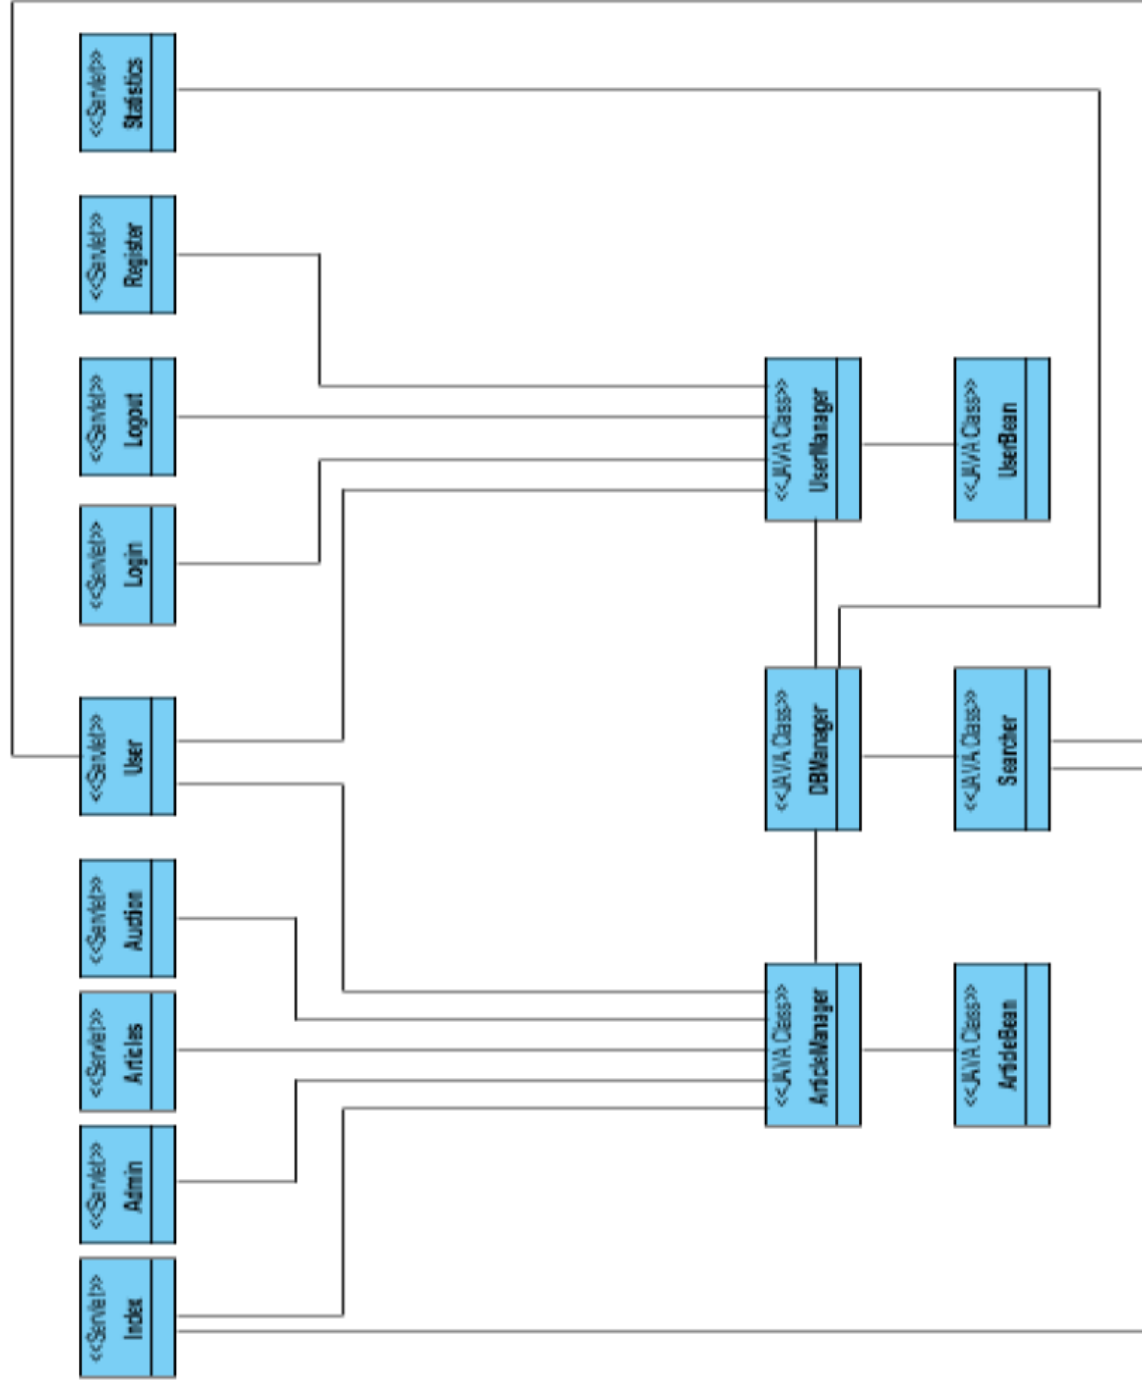 <<Servlet>>
Index
<<Servlet>>
Admin
<<Servlet>>
Articles
<<Servlet>>
Auction
<<Servlet>>
User
<<Servlet>>
Login
<<Servlet>>
Logout
<<Servlet>>
Register
<<Servlet>>
Statistics
<<JAVA Class>>
ArticleManager
<<JAVA Class>>
DBManager
<<JAVA Class>>
UserManager
<<JAVA Class>>
ArticleBean
<<JAVA Class>>
Searcher
<<JAVA Class>>
UserBean